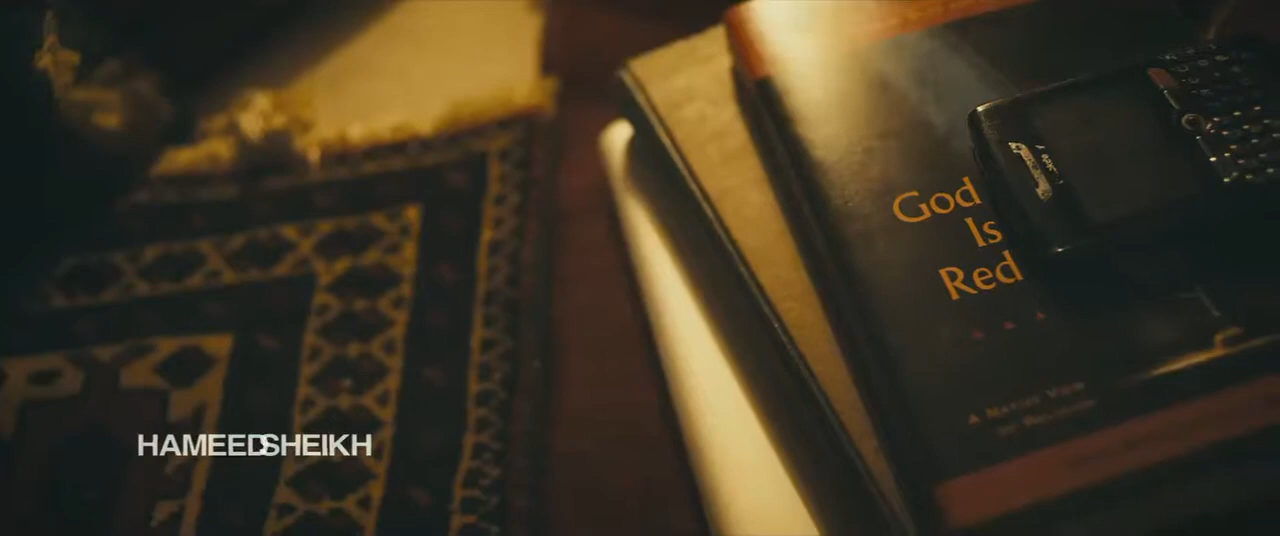 God
Is
Red
A Native View
of Religion
HAMEEDSHEIKH